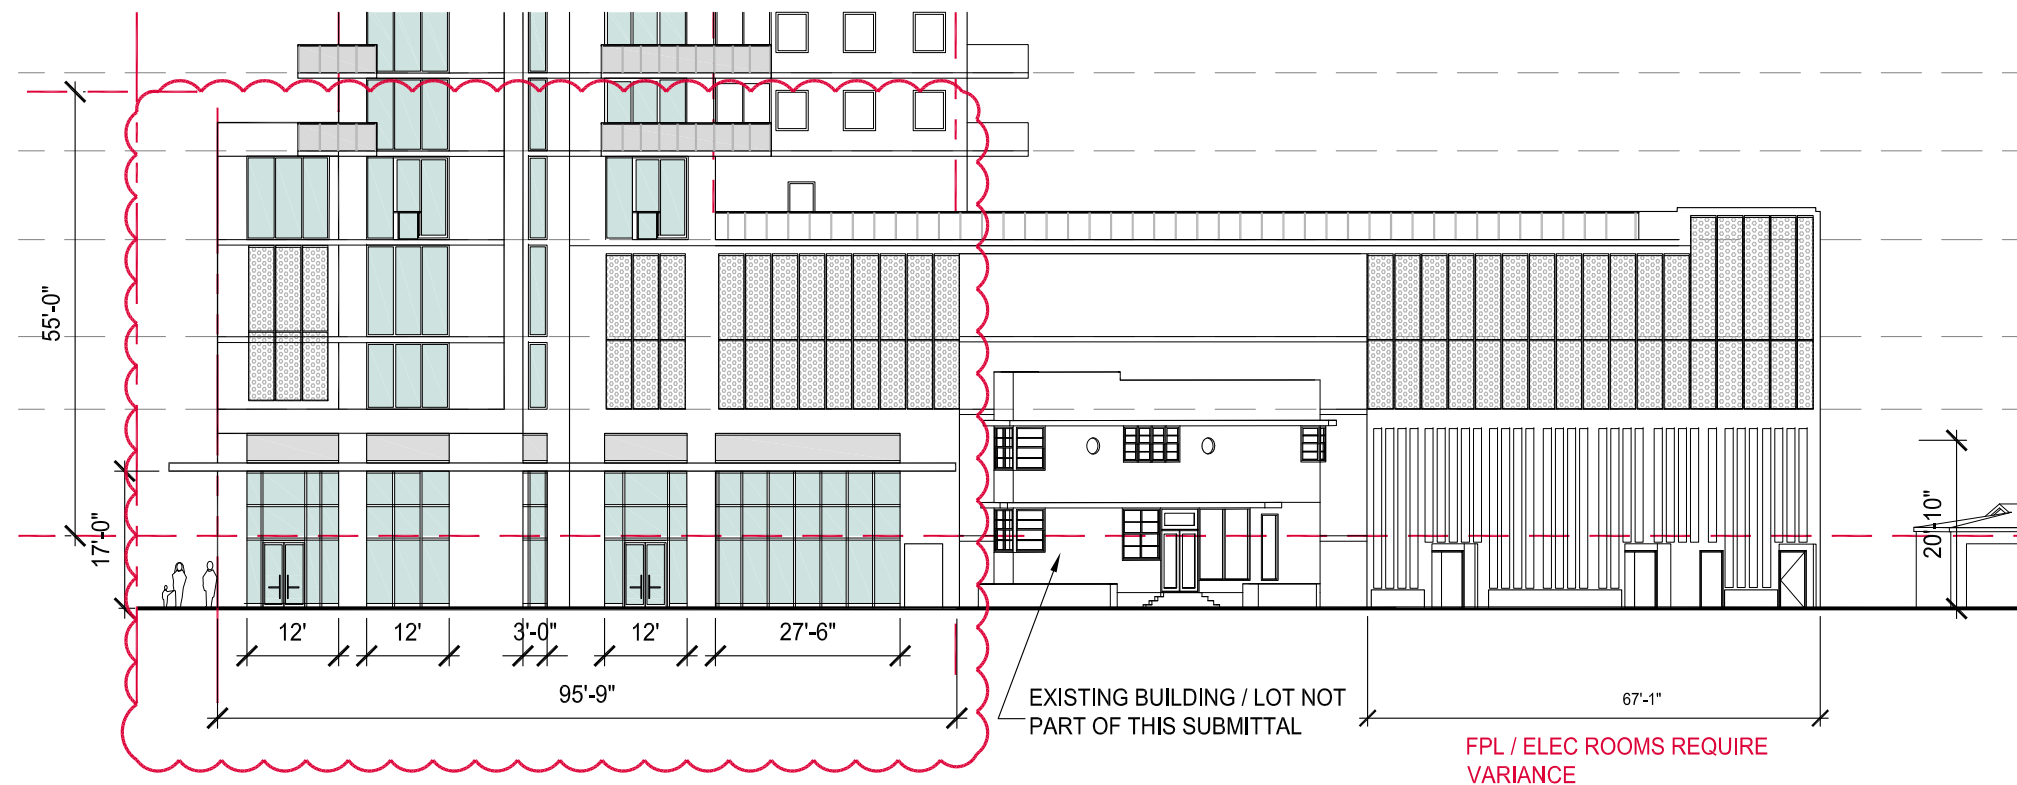 55'-0"
17'-0"
20'-10"
12'
12'
3'-0"
12'
27'-6"
95'-9"
EXISTING BUILDING / LOT NOT
PART OF THIS SUBMITTAL
67'-1"
FPL / ELEC ROOMS REQUIRE
VARIANCE